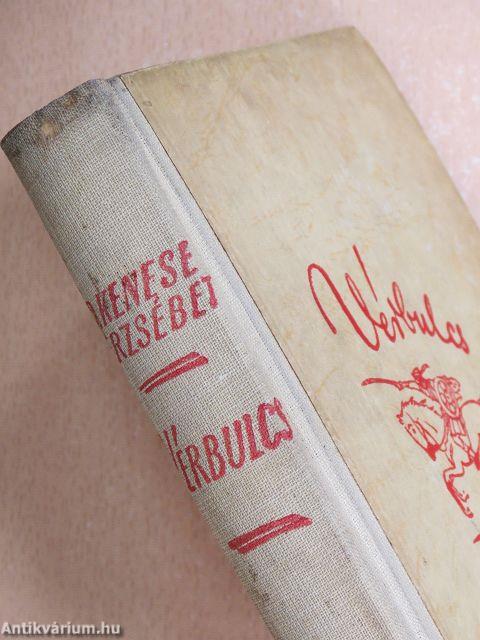 KENESE
ERZSÉBET
VÉRBULCS
Vérbulcs
Antikvárium.hu